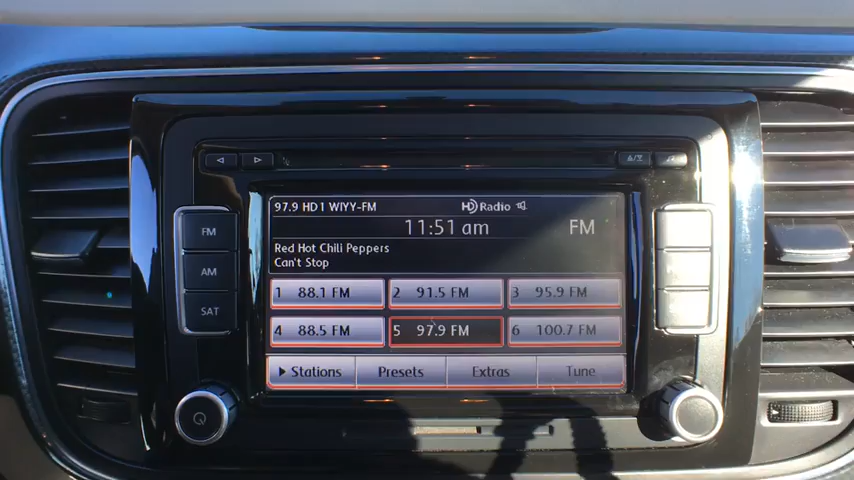 97.9 HD1 WIYY-FM HD Radio
11:51 am FM
Red Hot Chili Peppers
Can't Stop
1 88.1 FM 2 91.5 FM 3 95.9 FM
4 88.5 FM 5 97.9 FM 6 100.7 FM
Stations Presets Extras Tune
FM
AM
SAT